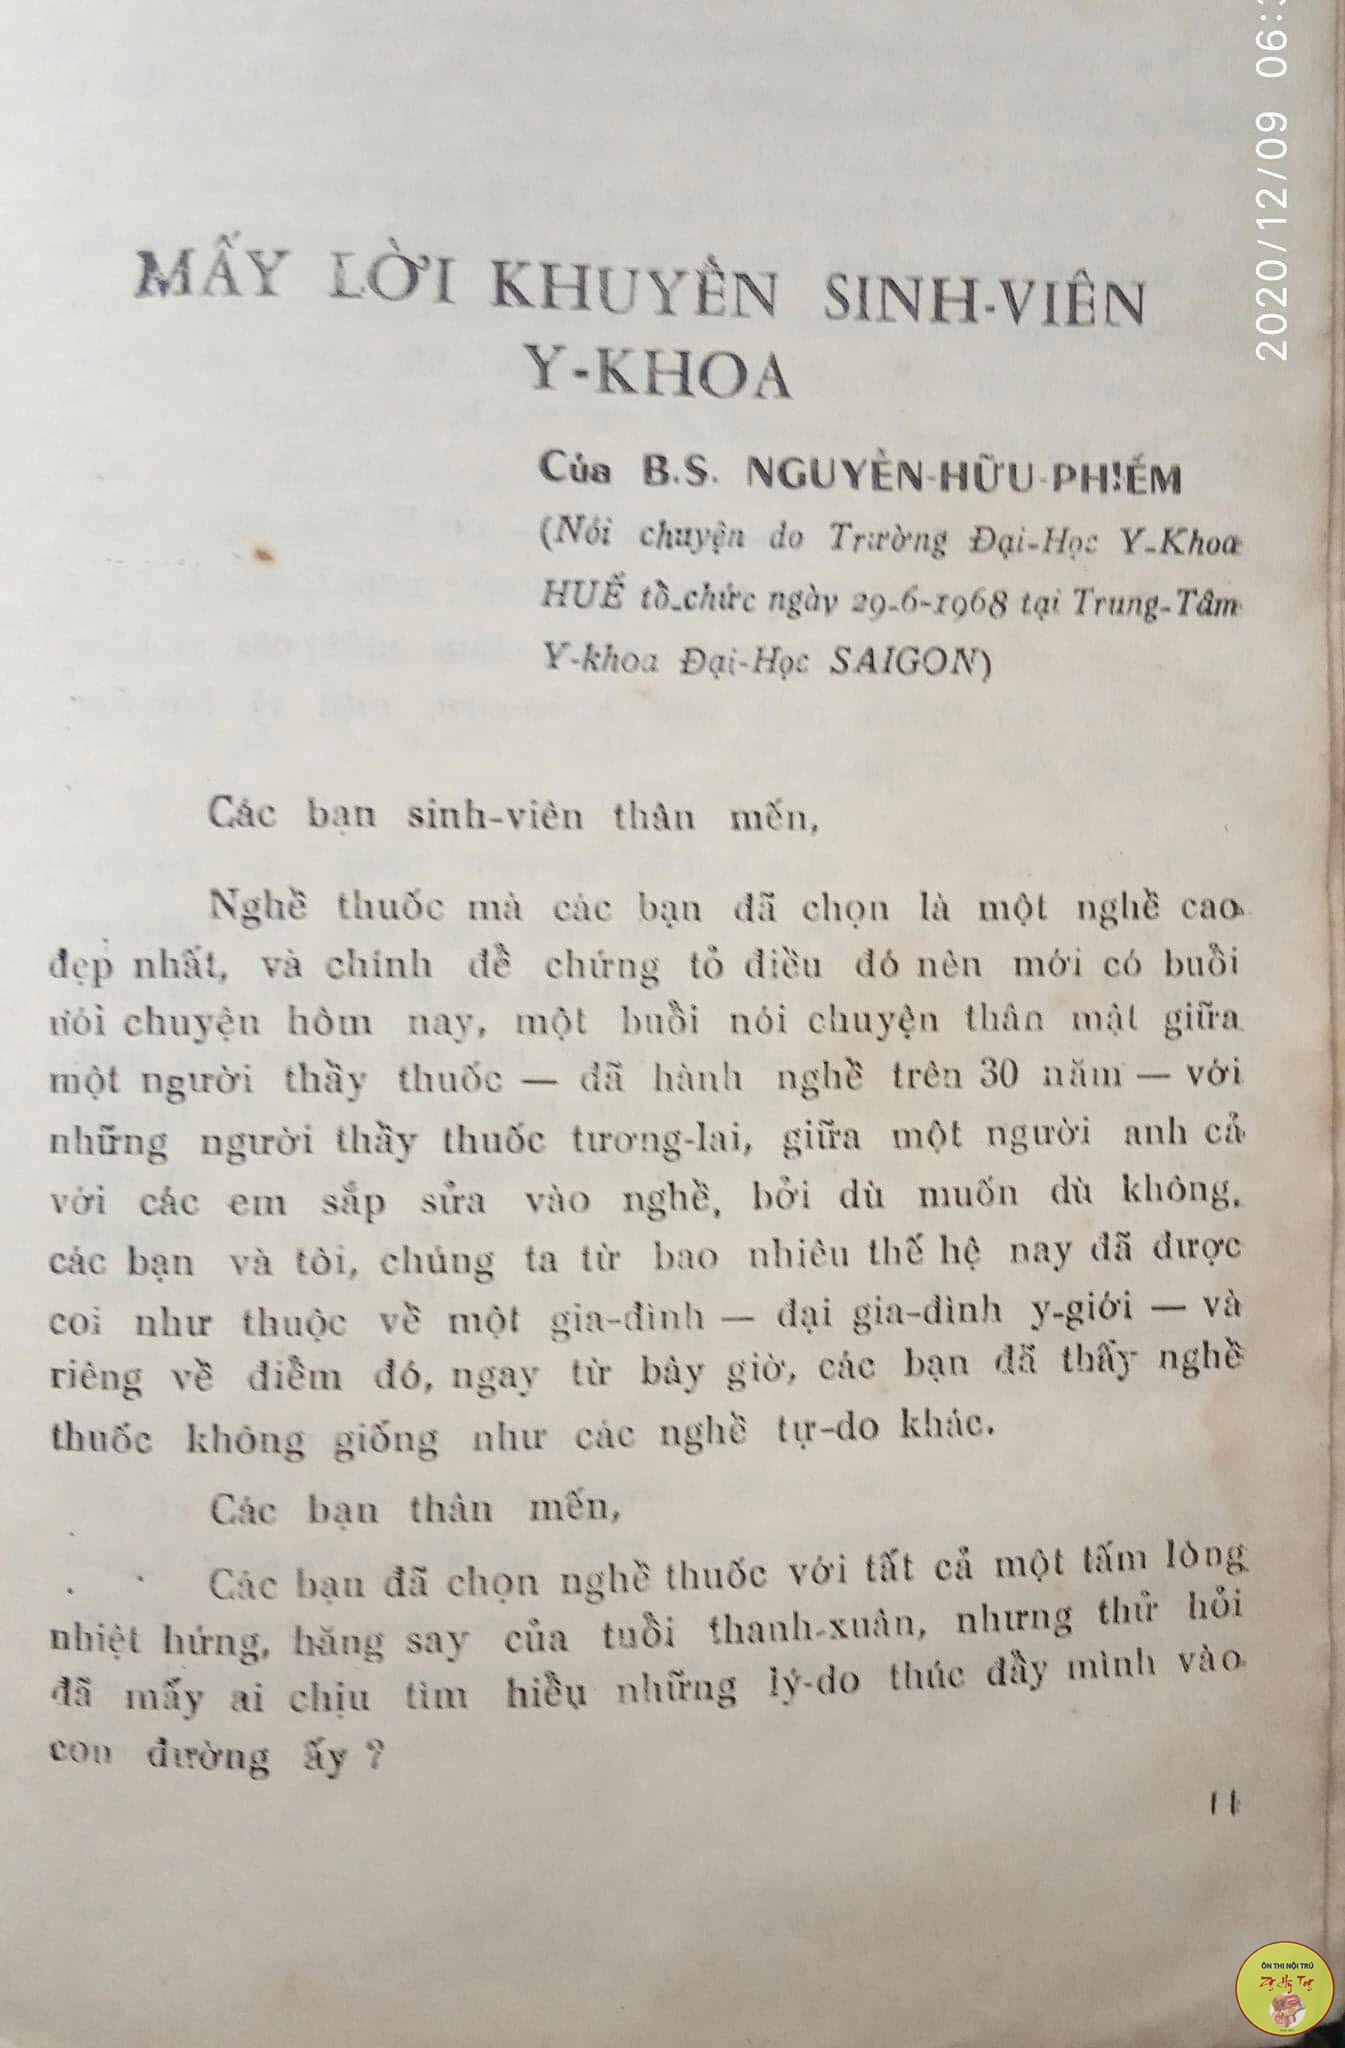 2020/12/09 06:
MẤY LỜI KHUYÊN SINH-VIÊN
Y-KHOA
Của B.S. NGUYỄN-HỮU-PHIẾM
(Nói chuyện do Trường Đại-Học Y-Khoa
HUẾ tổ-chức ngày 29-6-1968 tại Trung-Tâm
Y-khoa Đại-Học SAIGON)
Các bạn sinh-viên thân mến,
Nghề thuốc mà các bạn đã chọn là một nghề cao
đẹp nhất, và chính để chứng tỏ điều đó nên mới có buổi
nói chuyện hôm nay, một buổi nói chuyện thân mật giữa
một người thầy thuốc — đã hành nghề trên 30 năm — với
những người thầy thuốc tương-lai, giữa một người anh cả
với các em sắp sửa vào nghề, bởi dù muốn dù không,
các bạn và tôi, chúng ta từ bao nhiêu thế hệ nay đã được
coi như thuộc về một gia-đình — đại gia-đình y-giới — và
riêng về điểm đó, ngay từ bây giờ, các bạn đã thấy nghề
thuốc không giống như các nghề tự-do khác.
Các bạn thân mến,
Các bạn đã chọn nghề thuốc với tất cả một tấm lòng
nhiệt hứng, hăng say của tuổi thanh-xuân, nhưng thử hỏi
đã mấy ai chịu tìm hiểu những lý-do thúc đẩy mình vào
con đường ấy ?
11
ÔN THI NỘI TRÚ